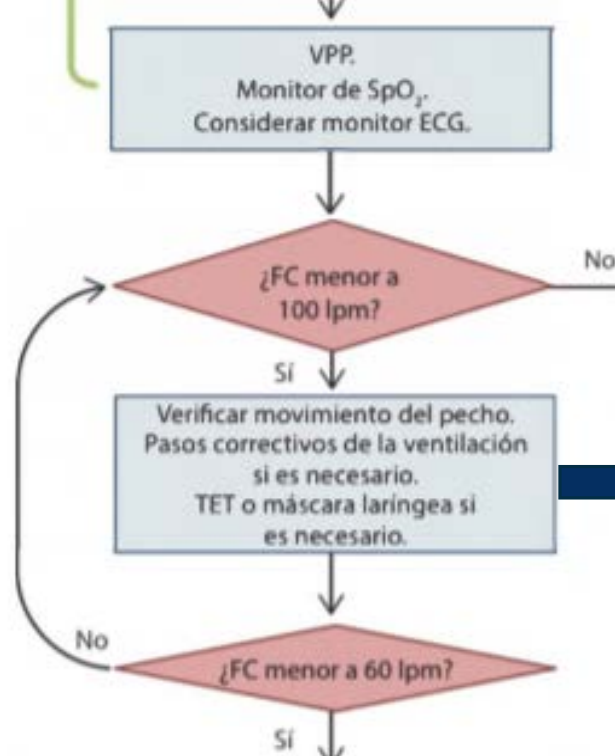 VPP.
Monitor de SpO₂.
Considerar monitor ECG.
¿FC menor a
100 lpm?
No
Sí
Verificar movimiento del pecho.
Pasos correctivos de la ventilación
si es necesario.
TET o máscara laríngea si
es necesario.
No
¿FC menor a 60 lpm?
Sí